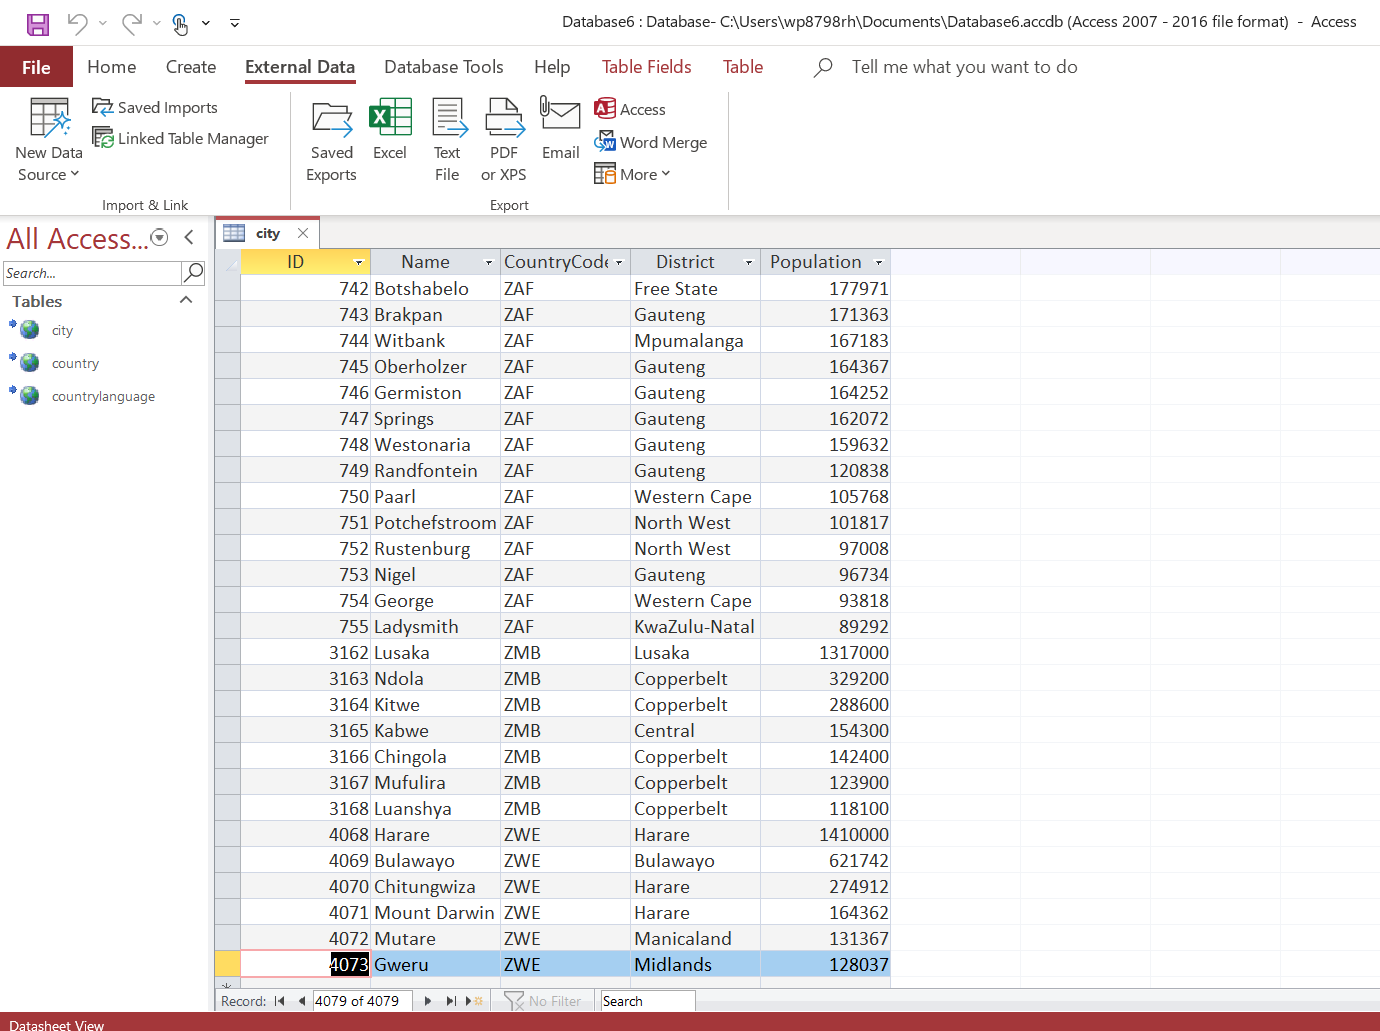 Database6 : Database- C:\Users\wp8798rh\Documents\Database6.accdb (Access 2007 - 2016 file format)  -  Access
File Home Create External Data Database Tools Help Table Fields Table Tell me what you want to do
New Data Source
Saved Imports
Linked Table Manager
Import & Link
Saved Exports
Excel
Text File
PDF or XPS
Email
Access
Word Merge
More
Export
All Access...
Search...
Tables
city
country
countrylanguage
city
ID Name CountryCode District Population
742 Botshabelo ZAF Free State 177971
743 Brakpan ZAF Gauteng 171363
744 Witbank ZAF Mpumalanga 167183
745 Oberholzer ZAF Gauteng 164367
746 Germiston ZAF Gauteng 164252
747 Springs ZAF Gauteng 162072
748 Westonaria ZAF Gauteng 159632
749 Randfontein ZAF Gauteng 120838
750 Paarl ZAF Western Cape 105768
751 Potchefstroom ZAF North West 101817
752 Rustenburg ZAF North West 97008
753 Nigel ZAF Gauteng 96734
754 George ZAF Western Cape 93818
755 Ladysmith ZAF KwaZulu-Natal 89292
3162 Lusaka ZMB Lusaka 1317000
3163 Ndola ZMB Copperbelt 329200
3164 Kitwe ZMB Copperbelt 288600
3165 Kabwe ZMB Central 154300
3166 Chingola ZMB Copperbelt 142400
3167 Mufulira ZMB Copperbelt 123900
3168 Luanshya ZMB Copperbelt 118100
4068 Harare ZWE Harare 1410000
4069 Bulawayo ZWE Bulawayo 621742
4070 Chitungwiza ZWE Harare 274912
4071 Mount Darwin ZWE Harare 164362
4072 Mutare ZWE Manicaland 131367
4073 Gweru ZWE Midlands 128037
Record: 4079 of 4079 No Filter Search
Datasheet View